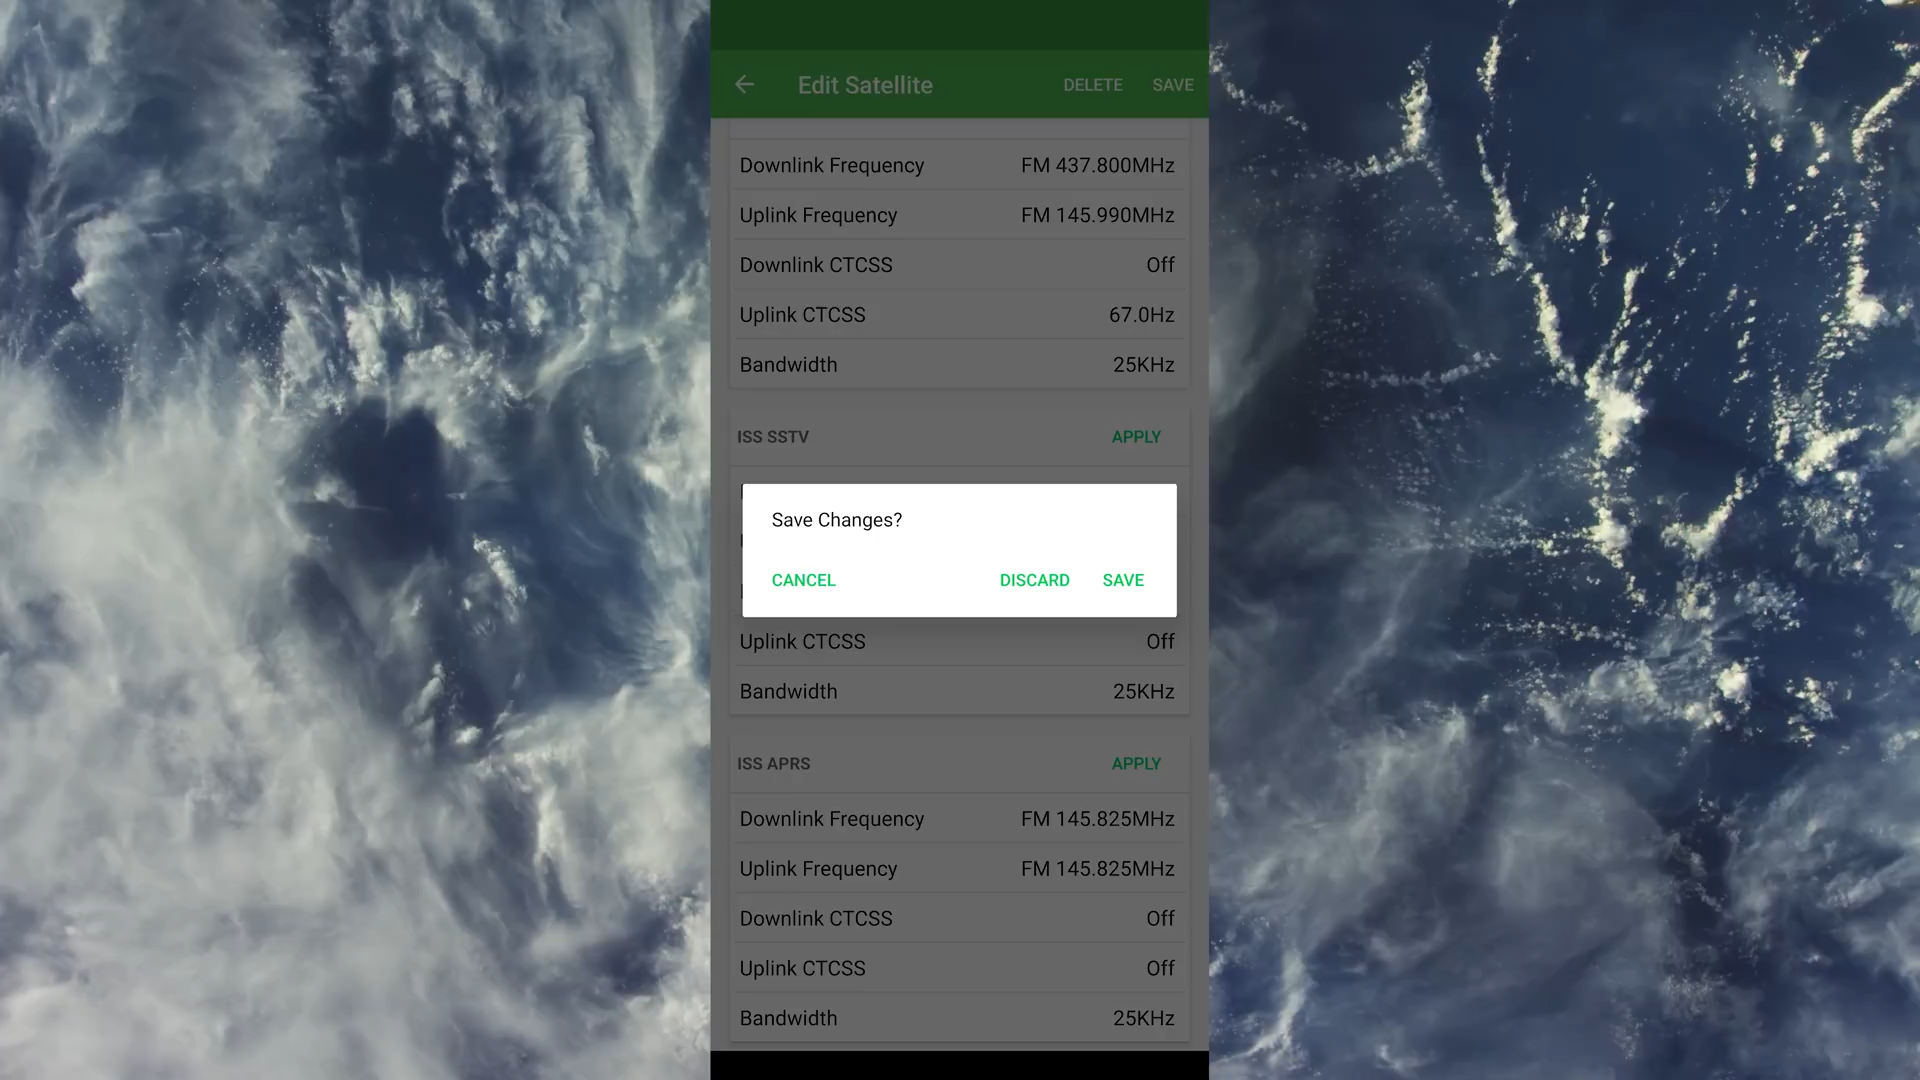 Edit Satellite DELETE SAVE
Downlink Frequency FM 437.800MHz
Uplink Frequency FM 145.990MHz
Downlink CTCSS Off
Uplink CTCSS 67.0Hz
Bandwidth 25KHz
ISS SSTV APPLY
Save Changes?
CANCEL DISCARD SAVE
Uplink CTCSS Off
Bandwidth 25KHz
ISS APRS APPLY
Downlink Frequency FM 145.825MHz
Uplink Frequency FM 145.825MHz
Downlink CTCSS Off
Uplink CTCSS Off
Bandwidth 25KHz